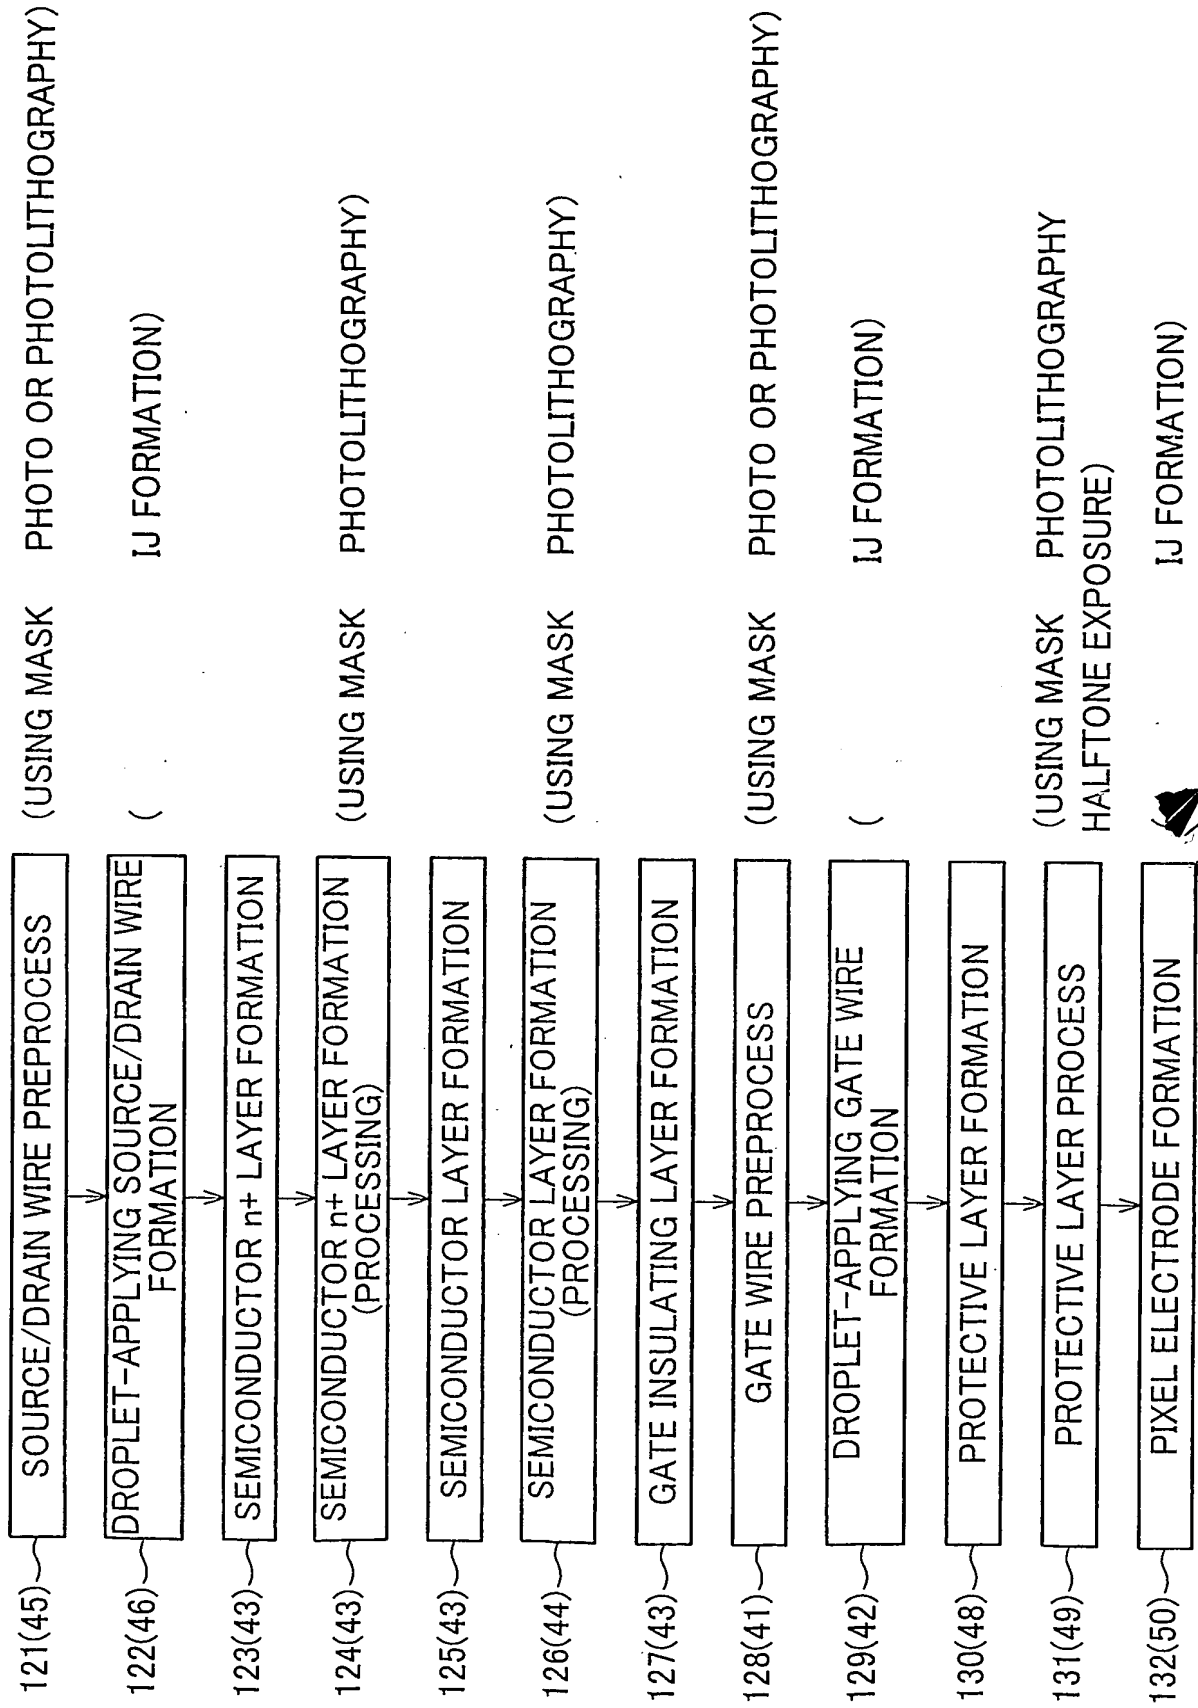 121(45) SOURCE/DRAIN WIRE PREPROCESS (USING MASK PHOTO OR PHOTOLITHOGRAPHY)
122(46) DROPLET-APPLYING SOURCE/DRAIN WIRE ( IJ FORMATION)
FORMATION
123(43) SEMICONDUCTOR n+ LAYER FORMATION
124(43) SEMICONDUCTOR n+ LAYER FORMATION (USING MASK PHOTOLITHOGRAPHY)
(PROCESSING)
125(43) SEMICONDUCTOR LAYER FORMATION
126(44) SEMICONDUCTOR LAYER FORMATION (USING MASK PHOTOLITHOGRAPHY)
(PROCESSING)
127(43) GATE INSULATING LAYER FORMATION
128(41) GATE WIRE PREPROCESS (USING MASK PHOTO OR PHOTOLITHOGRAPHY)
129(42) DROPLET-APPLYING GATE WIRE ( IJ FORMATION)
FORMATION
130(48) PROTECTIVE LAYER FORMATION
131(49) PROTECTIVE LAYER PROCESS (USING MASK PHOTOLITHOGRAPHY
HALFTONE EXPOSURE)
132(50) PIXEL ELECTRODE FORMATION IJ FORMATION)